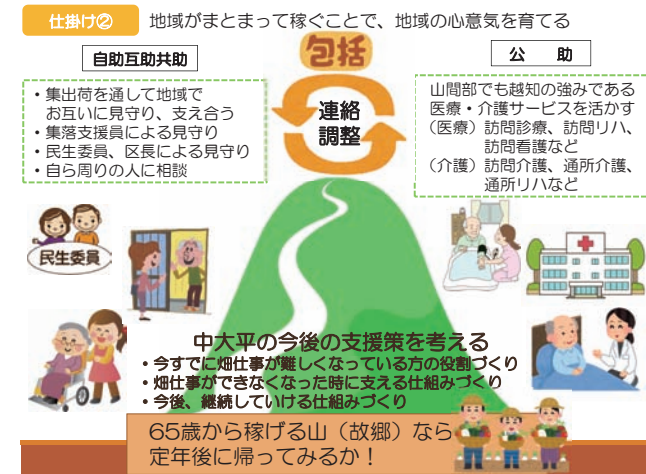 仕掛け② 地域がまとまって稼ぐことで、地域の心意気を育てる
自助互助共助
・集出荷を通して地域で
お互いに見守り、支え合う
・集落支援員による見守り
・民生委員、区長による見守り
・自ら周りの人に相談
包括
連絡
調整
公　助
山間部でも越知の強みである
医療・介護サービスを活かす
（医療）訪問診療、訪問リハ、
訪問看護など
（介護）訪問介護、通所介護、
通所リハなど
民生委員
中大平の今後の支援策を考える
・今すでに畑仕事が難しくなっている方の役割づくり
・畑仕事ができなくなった時に支える仕組みづくり
・今後、継続していける仕組みづくり
65歳から稼げる山（故郷）なら
定年後に帰ってみるか！